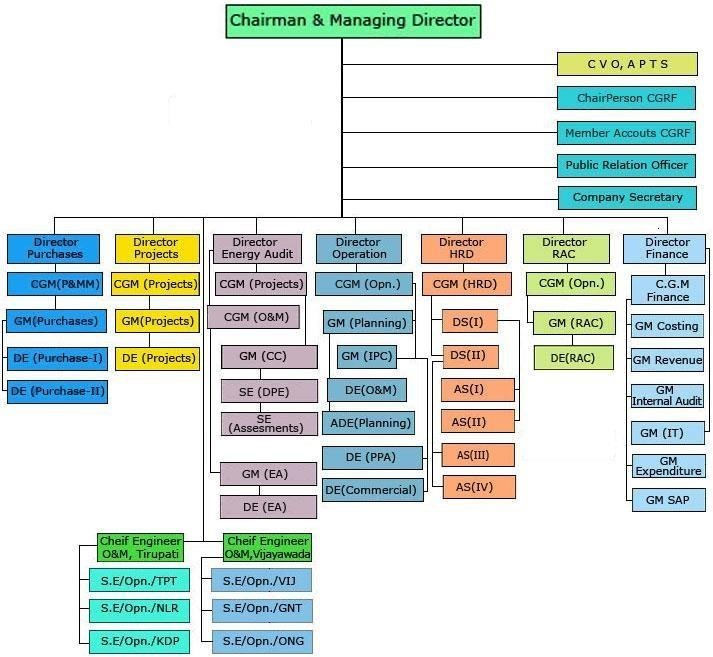 Chairman & Managing Director
C V O, A P T S
ChairPerson CGRF
Member Accouts CGRF
Public Relation Officer
Company Secretary
Director
Purchases
CGM(P&MM)
GM(Purchases)
DE (Purchase-I)
DE (Purchase-II)
Director
Projects
CGM (Projects)
GM(Projects)
DE (Projects)
Director
Energy Audit
CGM (Projects)
CGM (O&M)
GM (CC)
SE (DPE)
SE
(Assesments)
GM (EA)
DE (EA)
Director
Operation
CGM (Opn.)
GM (Planning)
GM (IPC)
DE(O&M)
ADE(Planning)
DE (PPA)
DE(Commercial)
Director
HRD
CGM (HRD)
DS(I)
DS(II)
AS(I)
AS(II)
AS(III)
AS(IV)
Director
RAC
CGM (Opn.)
GM (RAC)
DE(RAC)
Director
Finance
C.G.M
Finance
GM Costing
GM Revenue
GM
Internal Audit
GM (IT)
GM
Expenditure
GM SAP
Cheif Engineer
O&M, Tirupati
S.E/Opn./TPT
S.E/Opn./NLR
S.E/Opn./KDP
Cheif Engineer
O&M,Vijayawada
S.E/Opn./VIJ
S.E/Opn./GNT
S.E/Opn./ONG